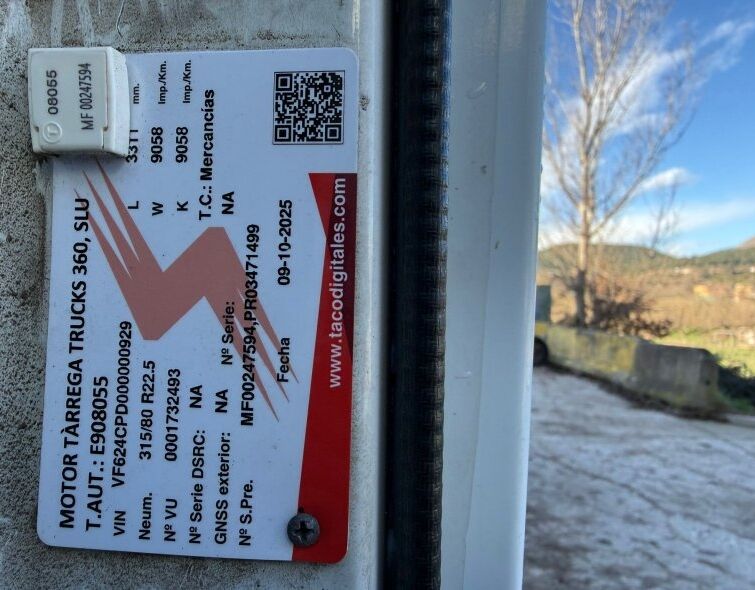 MOTOR TÀRREGA TRUCKS 360, SLU
T.AUT.: E908055
VIN VF624CPD000000929
L 3311 mm.
Neum. 315/80 R22.5
W 9058 Imp./Km.
Nº VU 0001732493
K 9058 Imp./Km.
Nº Serie DSRC: NA
T.C.: Mercancías
GNSS exterior: NA
Nº Serie: NA
Nº S.Pre. MF00247594,PR03471499
Fecha 09-10-2025
www.tacodigitales.com
08055
MF 00247594